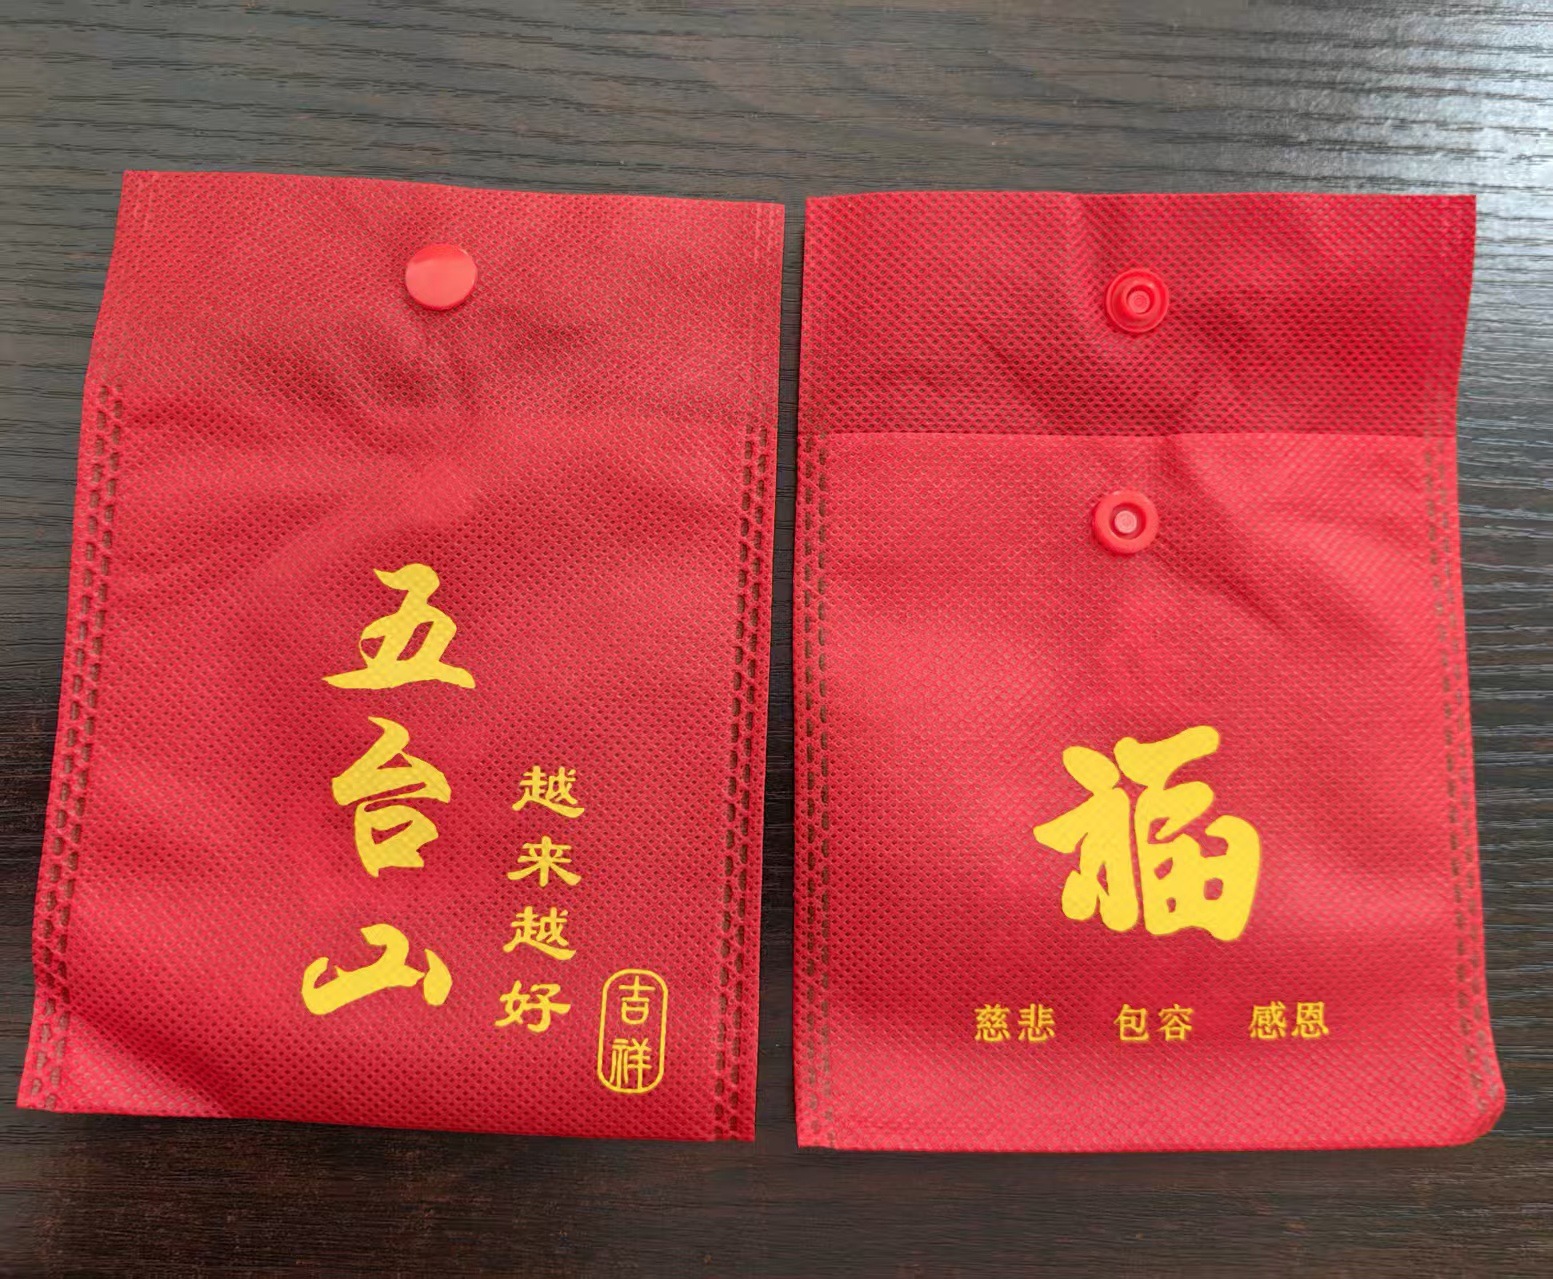 五台山
越来越好
吉祥
福
慈悲 包容 感恩